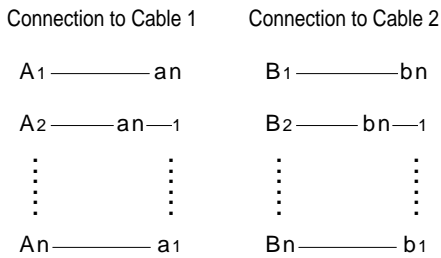 Connection to Cable 1 Connection to Cable 2
A1 an B1 bn
A2 an—1 B2 bn—1
An a1 Bn b1